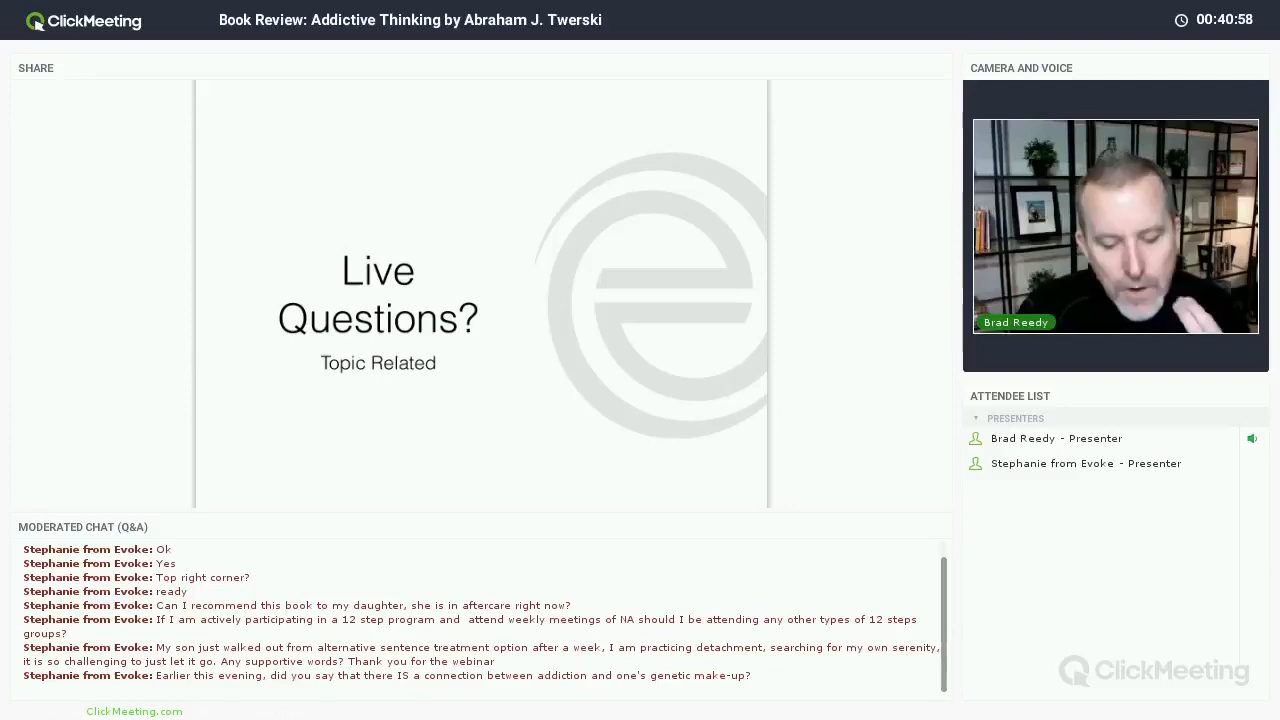 ClickMeeting
Book Review: Addictive Thinking by Abraham J. Twerski
00:40:58
SHARE
Live
Questions?
Topic Related
CAMERA AND VOICE
Brad Reedy
ATTENDEE LIST
PRESENTERS
Brad Reedy - Presenter
Stephanie from Evoke - Presenter
MODERATED CHAT (Q&A)
Stephanie from Evoke: Ok
Stephanie from Evoke: Yes
Stephanie from Evoke: Top right corner?
Stephanie from Evoke: ready
Stephanie from Evoke: Can I recommend this book to my daughter, she is in aftercare right now?
Stephanie from Evoke: If I am actively participating in a 12 step program and attend weekly meetings of NA should I be attending any other types of 12 steps
groups?
Stephanie from Evoke: My son just walked out from alternative sentence treatment option after a week, I am practicing detachment, searching for my own serenity,
it is so challenging to just let it go. Any supportive words? Thank you for the webinar
Stephanie from Evoke: Earlier this evening, did you say that there IS a connection between addiction and one's genetic make-up?
ClickMeeting
ClickMeeting.com